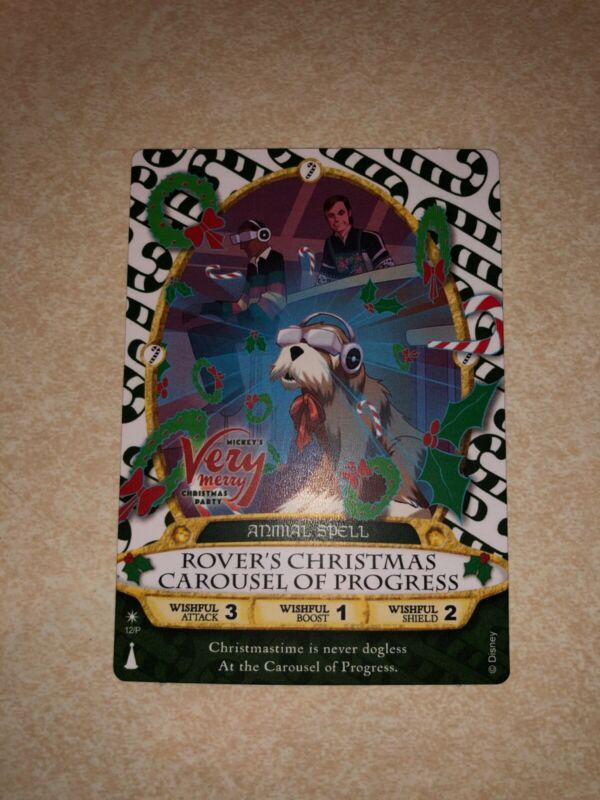 MICKEY'S
Very
merry
CHRISTMAS
PARTY
ANIMAL SPELL
ROVER'S CHRISTMAS
CAROUSEL OF PROGRESS
WISHFUL ATTACK 3
WISHFUL BOOST 1
WISHFUL SHIELD 2
12/P
Christmastime is never dogless
At the Carousel of Progress.
© Disney